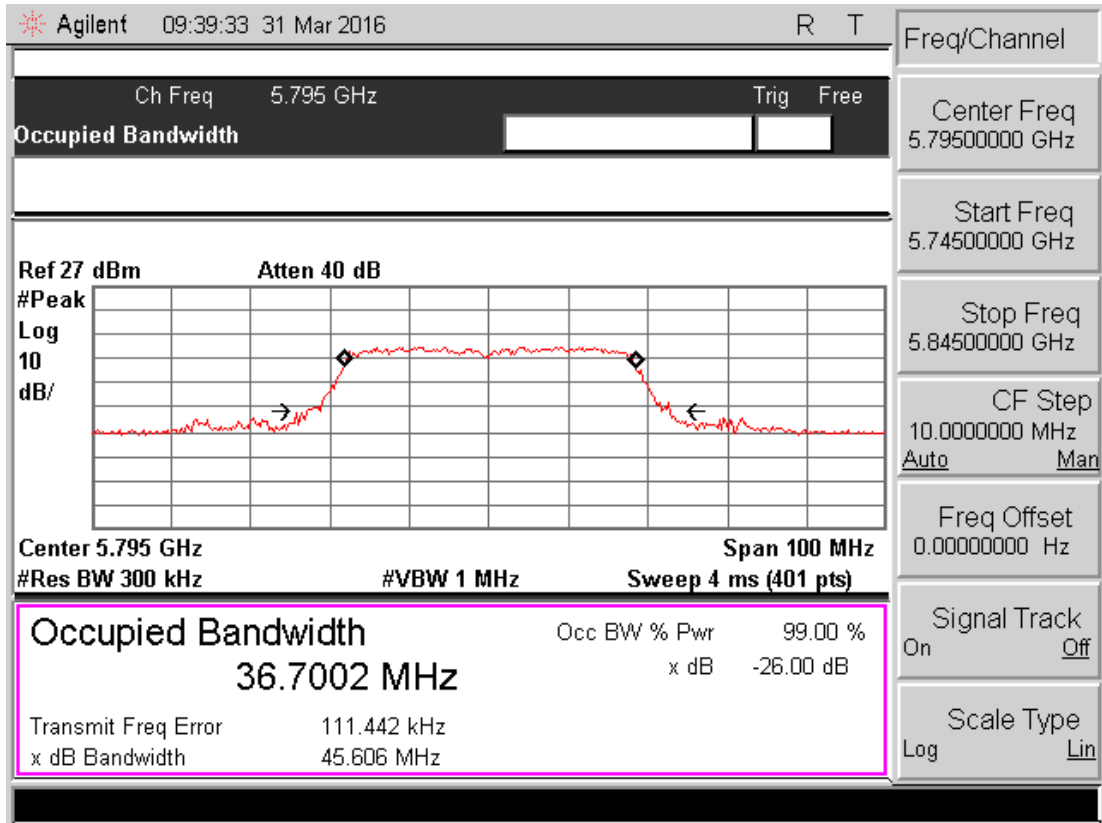 Agilent 09:39:33 31 Mar 2016 R T
Freq/Channel
Ch Freq 5.795 GHz Trig Free
Occupied Bandwidth
Center Freq
5.79500000 GHz
Start Freq
5.74500000 GHz
Stop Freq
5.84500000 GHz
CF Step
10.0000000 MHz
Auto Man
Freq Offset
0.00000000 Hz
Signal Track
On Off
Scale Type
Log Lin
Ref 27 dBm Atten 40 dB
#Peak
Log
10
dB/
Center 5.795 GHz Span 100 MHz
#Res BW 300 kHz #VBW 1 MHz Sweep 4 ms (401 pts)
Occupied Bandwidth Occ BW % Pwr 99.00 %
36.7002 MHz x dB -26.00 dB
Transmit Freq Error 111.442 kHz
x dB Bandwidth 45.606 MHz